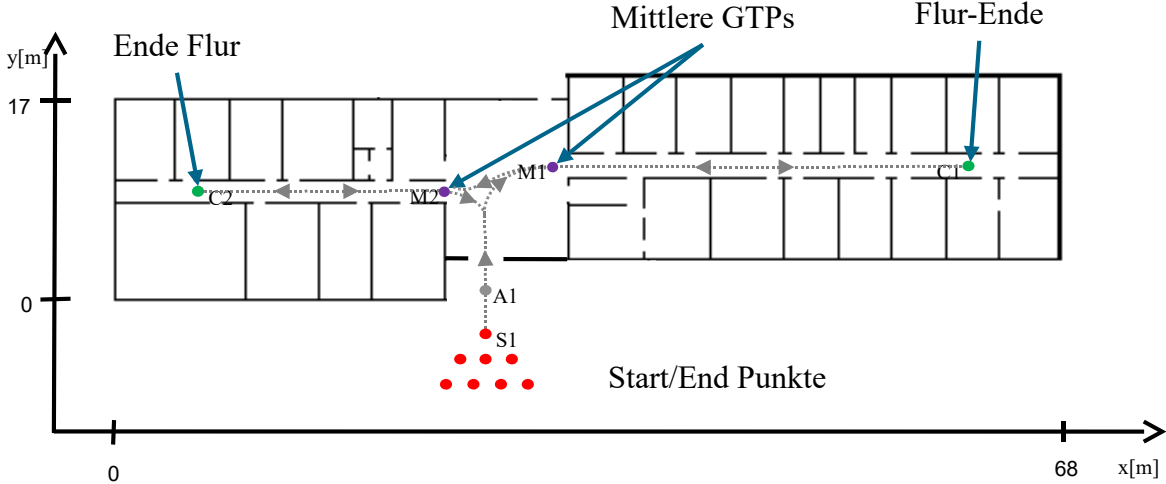 Mittlere GTPs
Flur-Ende
Ende Flur
y[m]
17
M1
C1
C2
M2
0
A1
S1
Start/End Punkte
0
68
x[m]